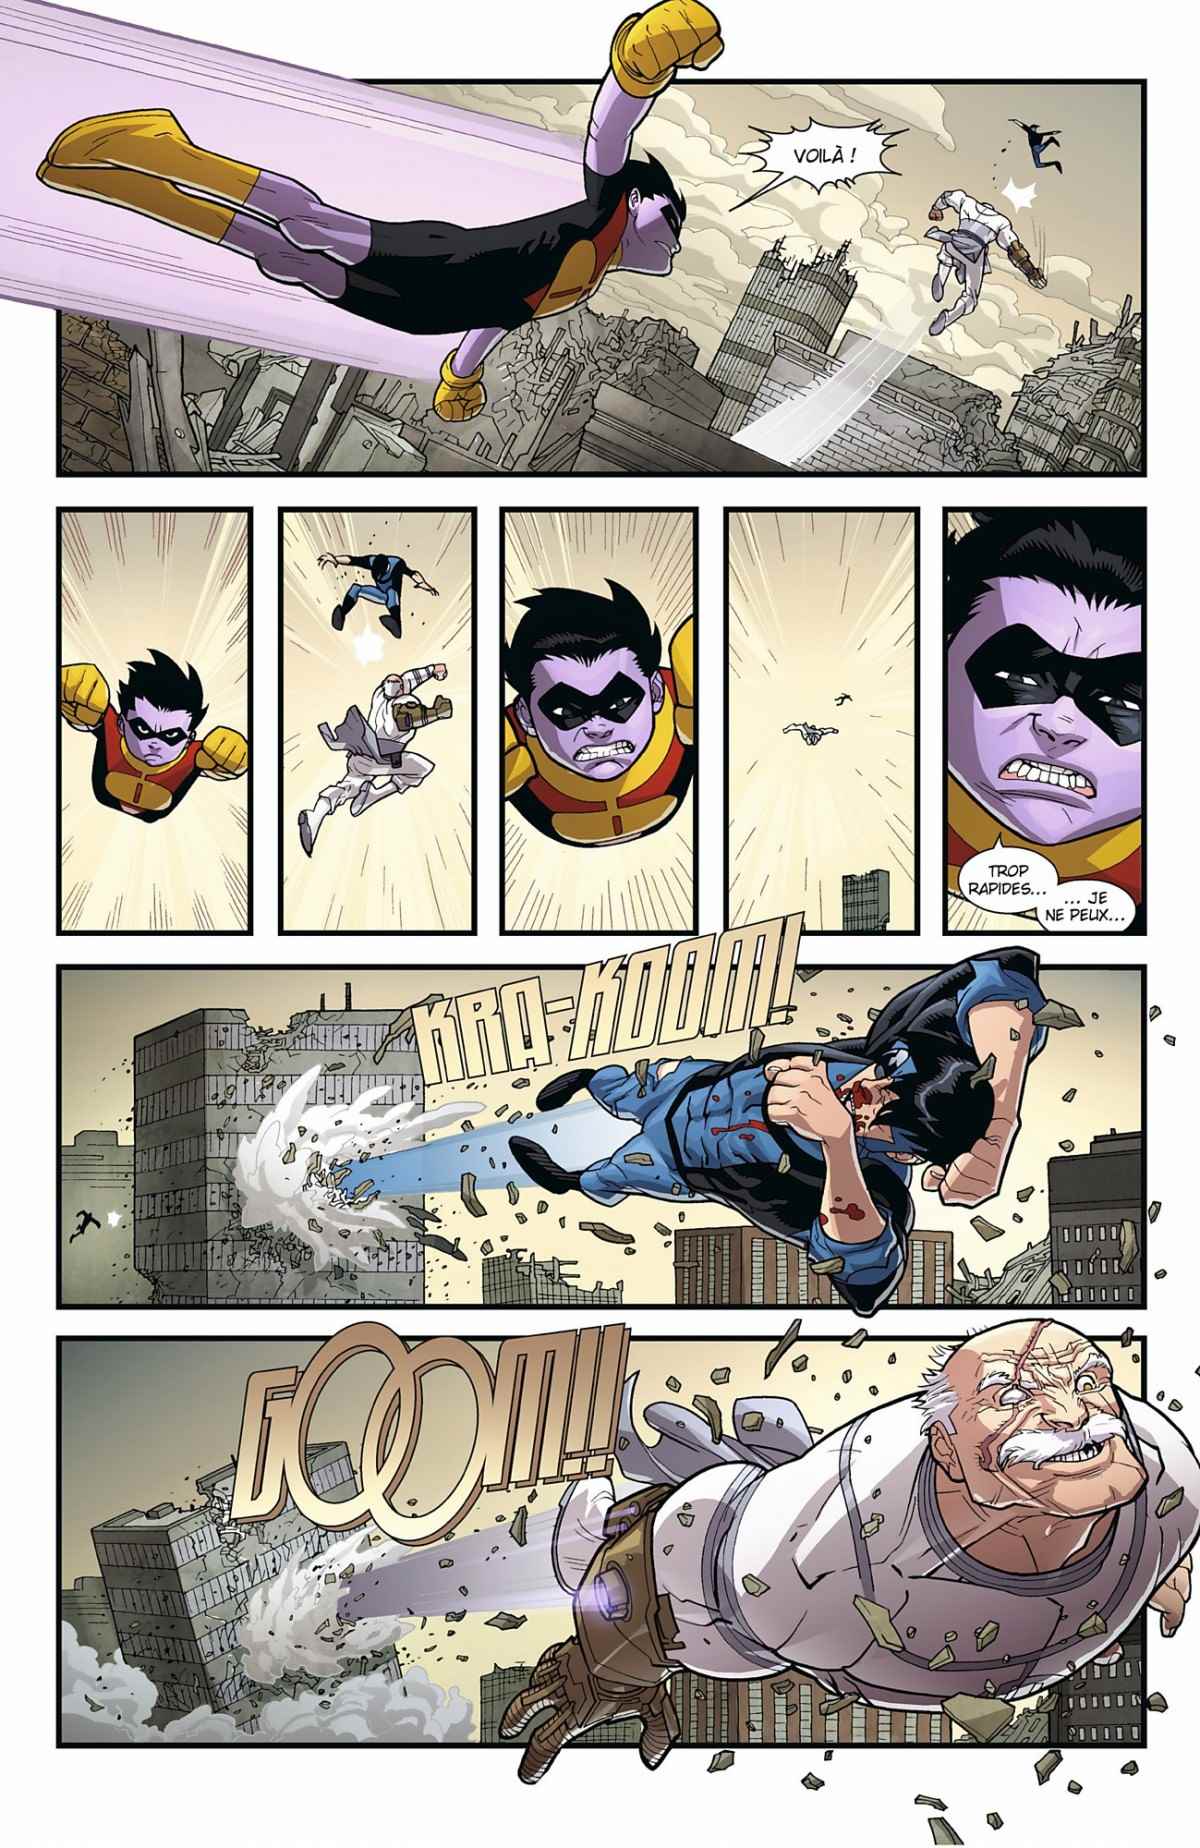 VOILÀ !
TROP
RAPIDES...
... JE
NE PEUX...
KRA-KOOM!
GOOM!!!